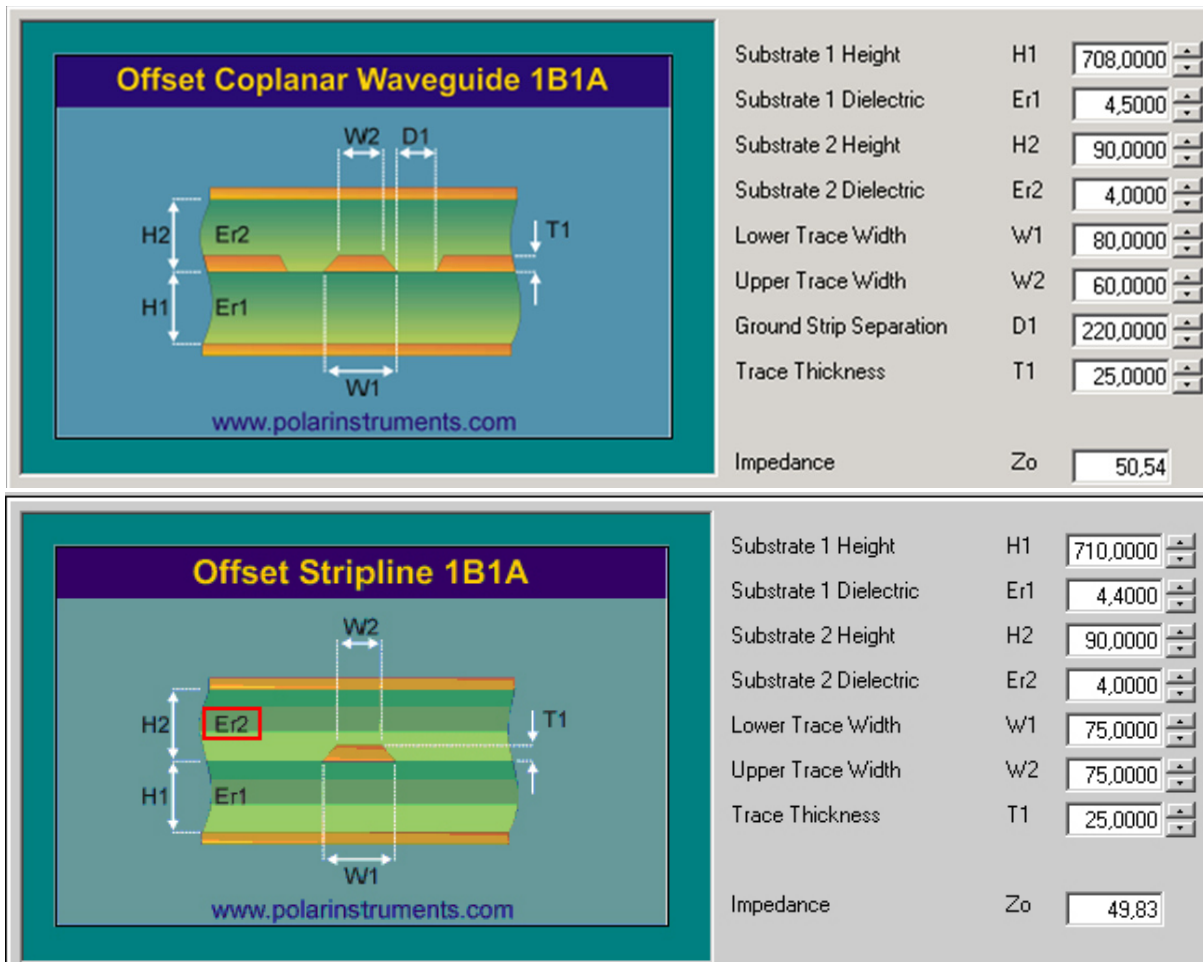 Offset Coplanar Waveguide 1B1A
W2 D1
H2 Er2 T1
H1 Er1
W1
www.polarinstruments.com
Substrate 1 Height H1 708,0000
Substrate 1 Dielectric Er1 4,5000
Substrate 2 Height H2 90,0000
Substrate 2 Dielectric Er2 4,0000
Lower Trace Width W1 80,0000
Upper Trace Width W2 60,0000
Ground Strip Separation D1 220,0000
Trace Thickness T1 25,0000
Impedance Zo 50,54
Offset Stripline 1B1A
W2
H2 Er2 T1
H1 Er1
W1
www.polarinstruments.com
Substrate 1 Height H1 710,0000
Substrate 1 Dielectric Er1 4,4000
Substrate 2 Height H2 90,0000
Substrate 2 Dielectric Er2 4,0000
Lower Trace Width W1 75,0000
Upper Trace Width W2 75,0000
Trace Thickness T1 25,0000
Impedance Zo 49,83